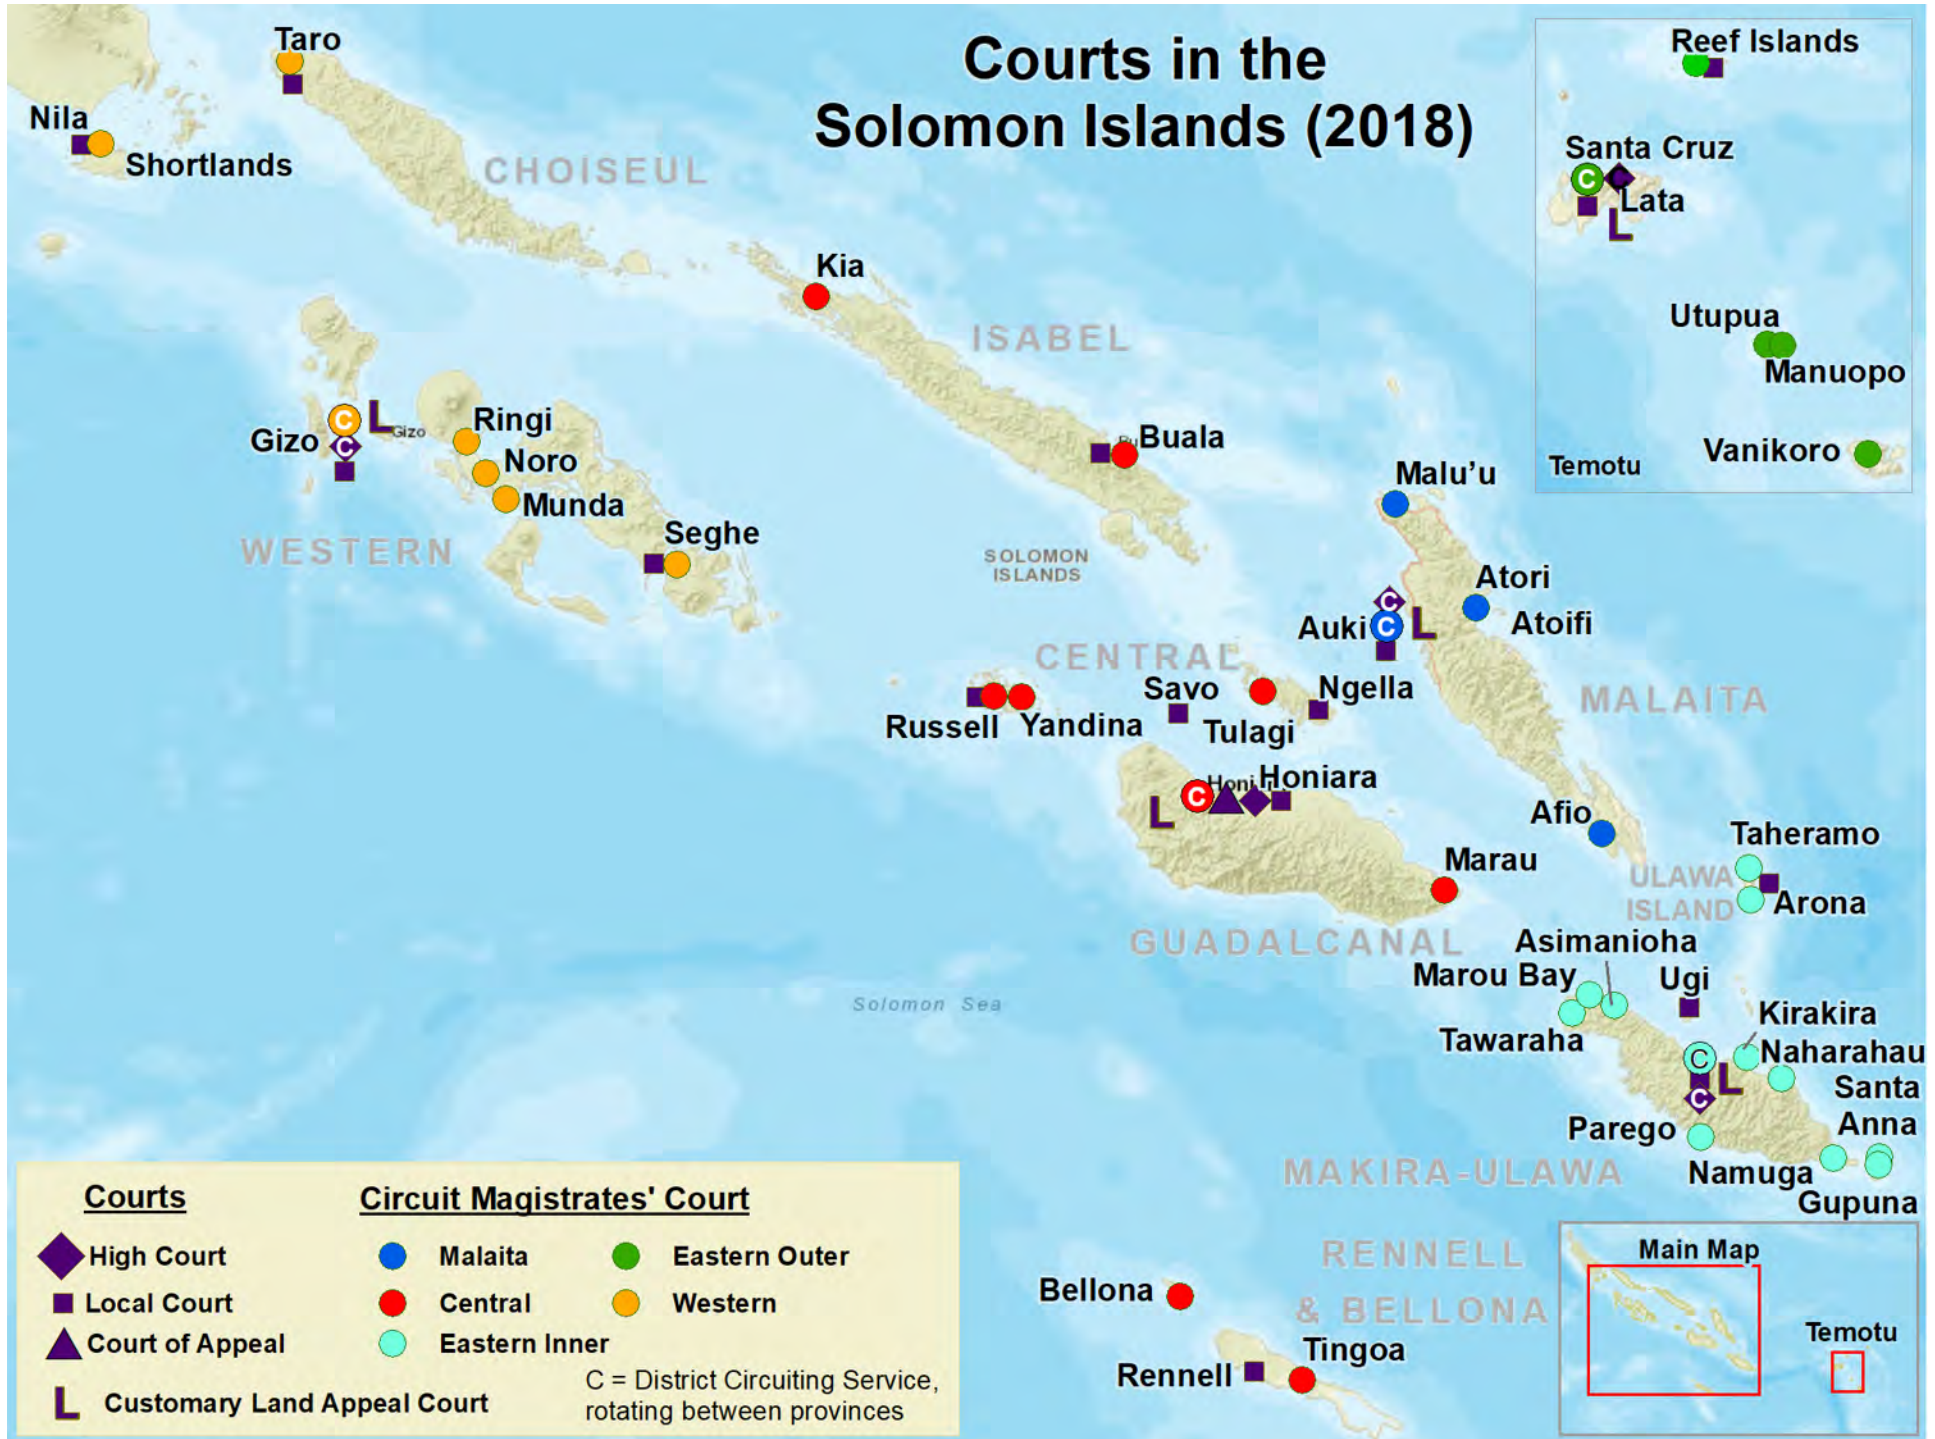 Courts in the
Solomon Islands (2018)
Taro
Nila
Shortlands
CHOISEUL
Kia
ISABEL
Buala
Gizo
C
L
Gizo
C
Ringi
Noro
Munda
Seghe
WESTERN
SOLOMON
ISLANDS
Reef Islands
Santa Cruz
C
C
Lata
L
Utupua
Manuopo
Vanikoro
Temotu
Malu’u
Atori
Atoifi
C
Auki
C
L
MALAITA
CENTRAL
Savo
Ngella
Russell
Yandina
Tulagi
Honiara
C
L
Marau
GUADALCANAL
Afio
Taheramo
ULAWA
ISLAND
Arona
Asimanioha
Marou Bay
Ugi
Tawaraha
Kirakira
Naharahau
C
L
C
Santa
Anna
Parego
Namuga
Gupuna
Solomon Sea
MAKIRA-ULAWA
RENNELL
& BELLONA
Bellona
Rennell
Tingoa
Courts
High Court
Local Court
Court of Appeal
L Customary Land Appeal Court
Circuit Magistrates' Court
Malaita
Eastern Outer
Central
Western
Eastern Inner
C = District Circuiting Service,
rotating between provinces
Main Map
Temotu